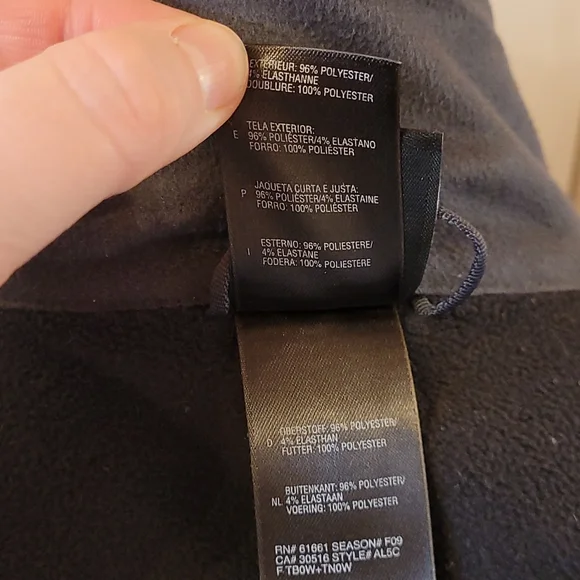 EXTÉRIEUR: 96% POLYESTER/
4% ÉLASTHANNE
DOUBLURE: 100% POLYESTER
TELA EXTERIOR:
E 96% POLIÉSTER/4% ELASTANO
FORRO: 100% POLIÉSTER
JAQUETA CURTA E JUSTA:
P 96% POLIÉSTER/4% ELASTAINE
FORRO: 100% POLIÉSTER
ESTERNO: 96% POLIESTERE/
I 4% ELASTANE
FODERA: 100% POLIESTERE
OBERSTOFF: 96% POLYESTER/
D 4% ELASTHAN
FUTTER: 100% POLYESTER
BUITENKANT: 96% POLYESTER/
NL 4% ELASTAAN
VOERING: 100% POLYESTER
RN# 61661 SEASON# F09
CA# 30516 STYLE# AL5C
F-TB0W+TN0W